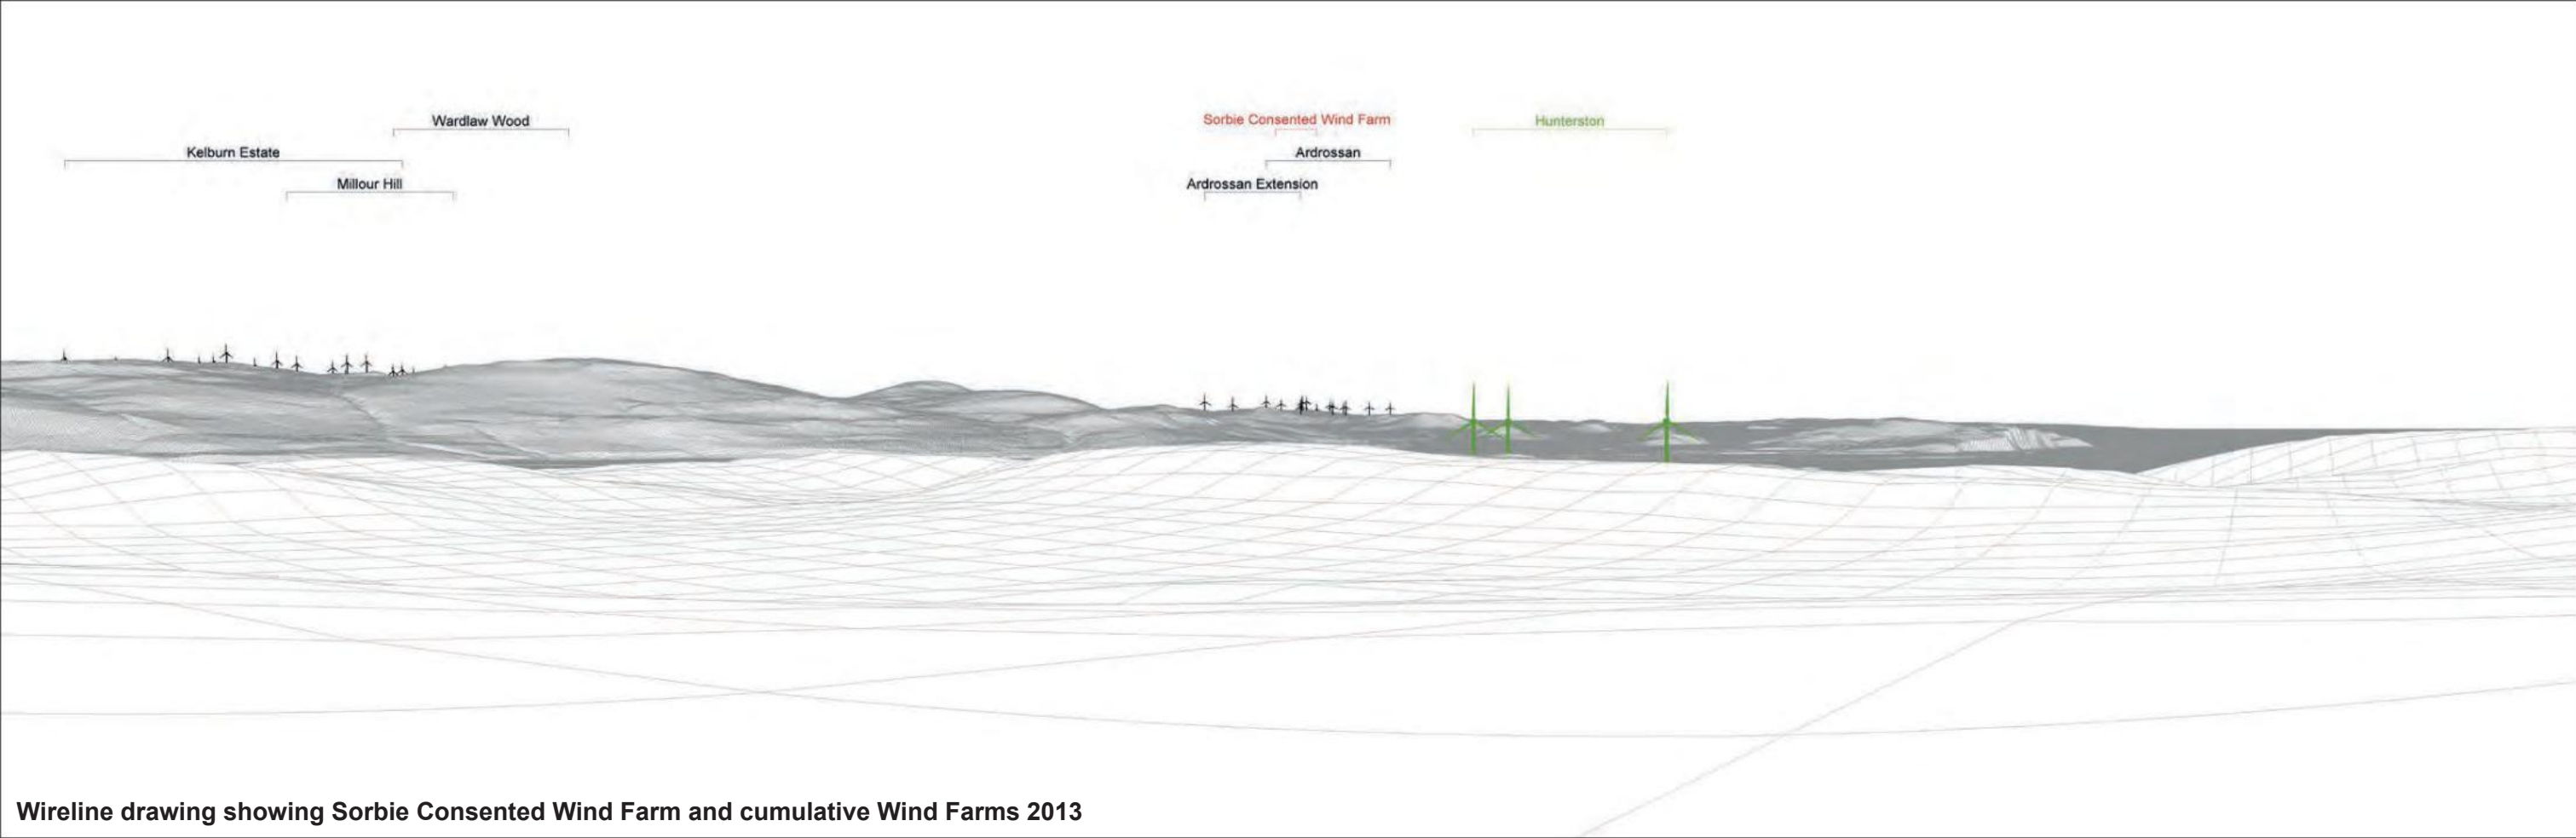 Wardlaw Wood
Sorbie Consented Wind Farm
Hunterston
Kelburn Estate
Ardrossan
Millour Hill
Ardrossan Extension
Wireline drawing showing Sorbie Consented Wind Farm and cumulative Wind Farms 2013